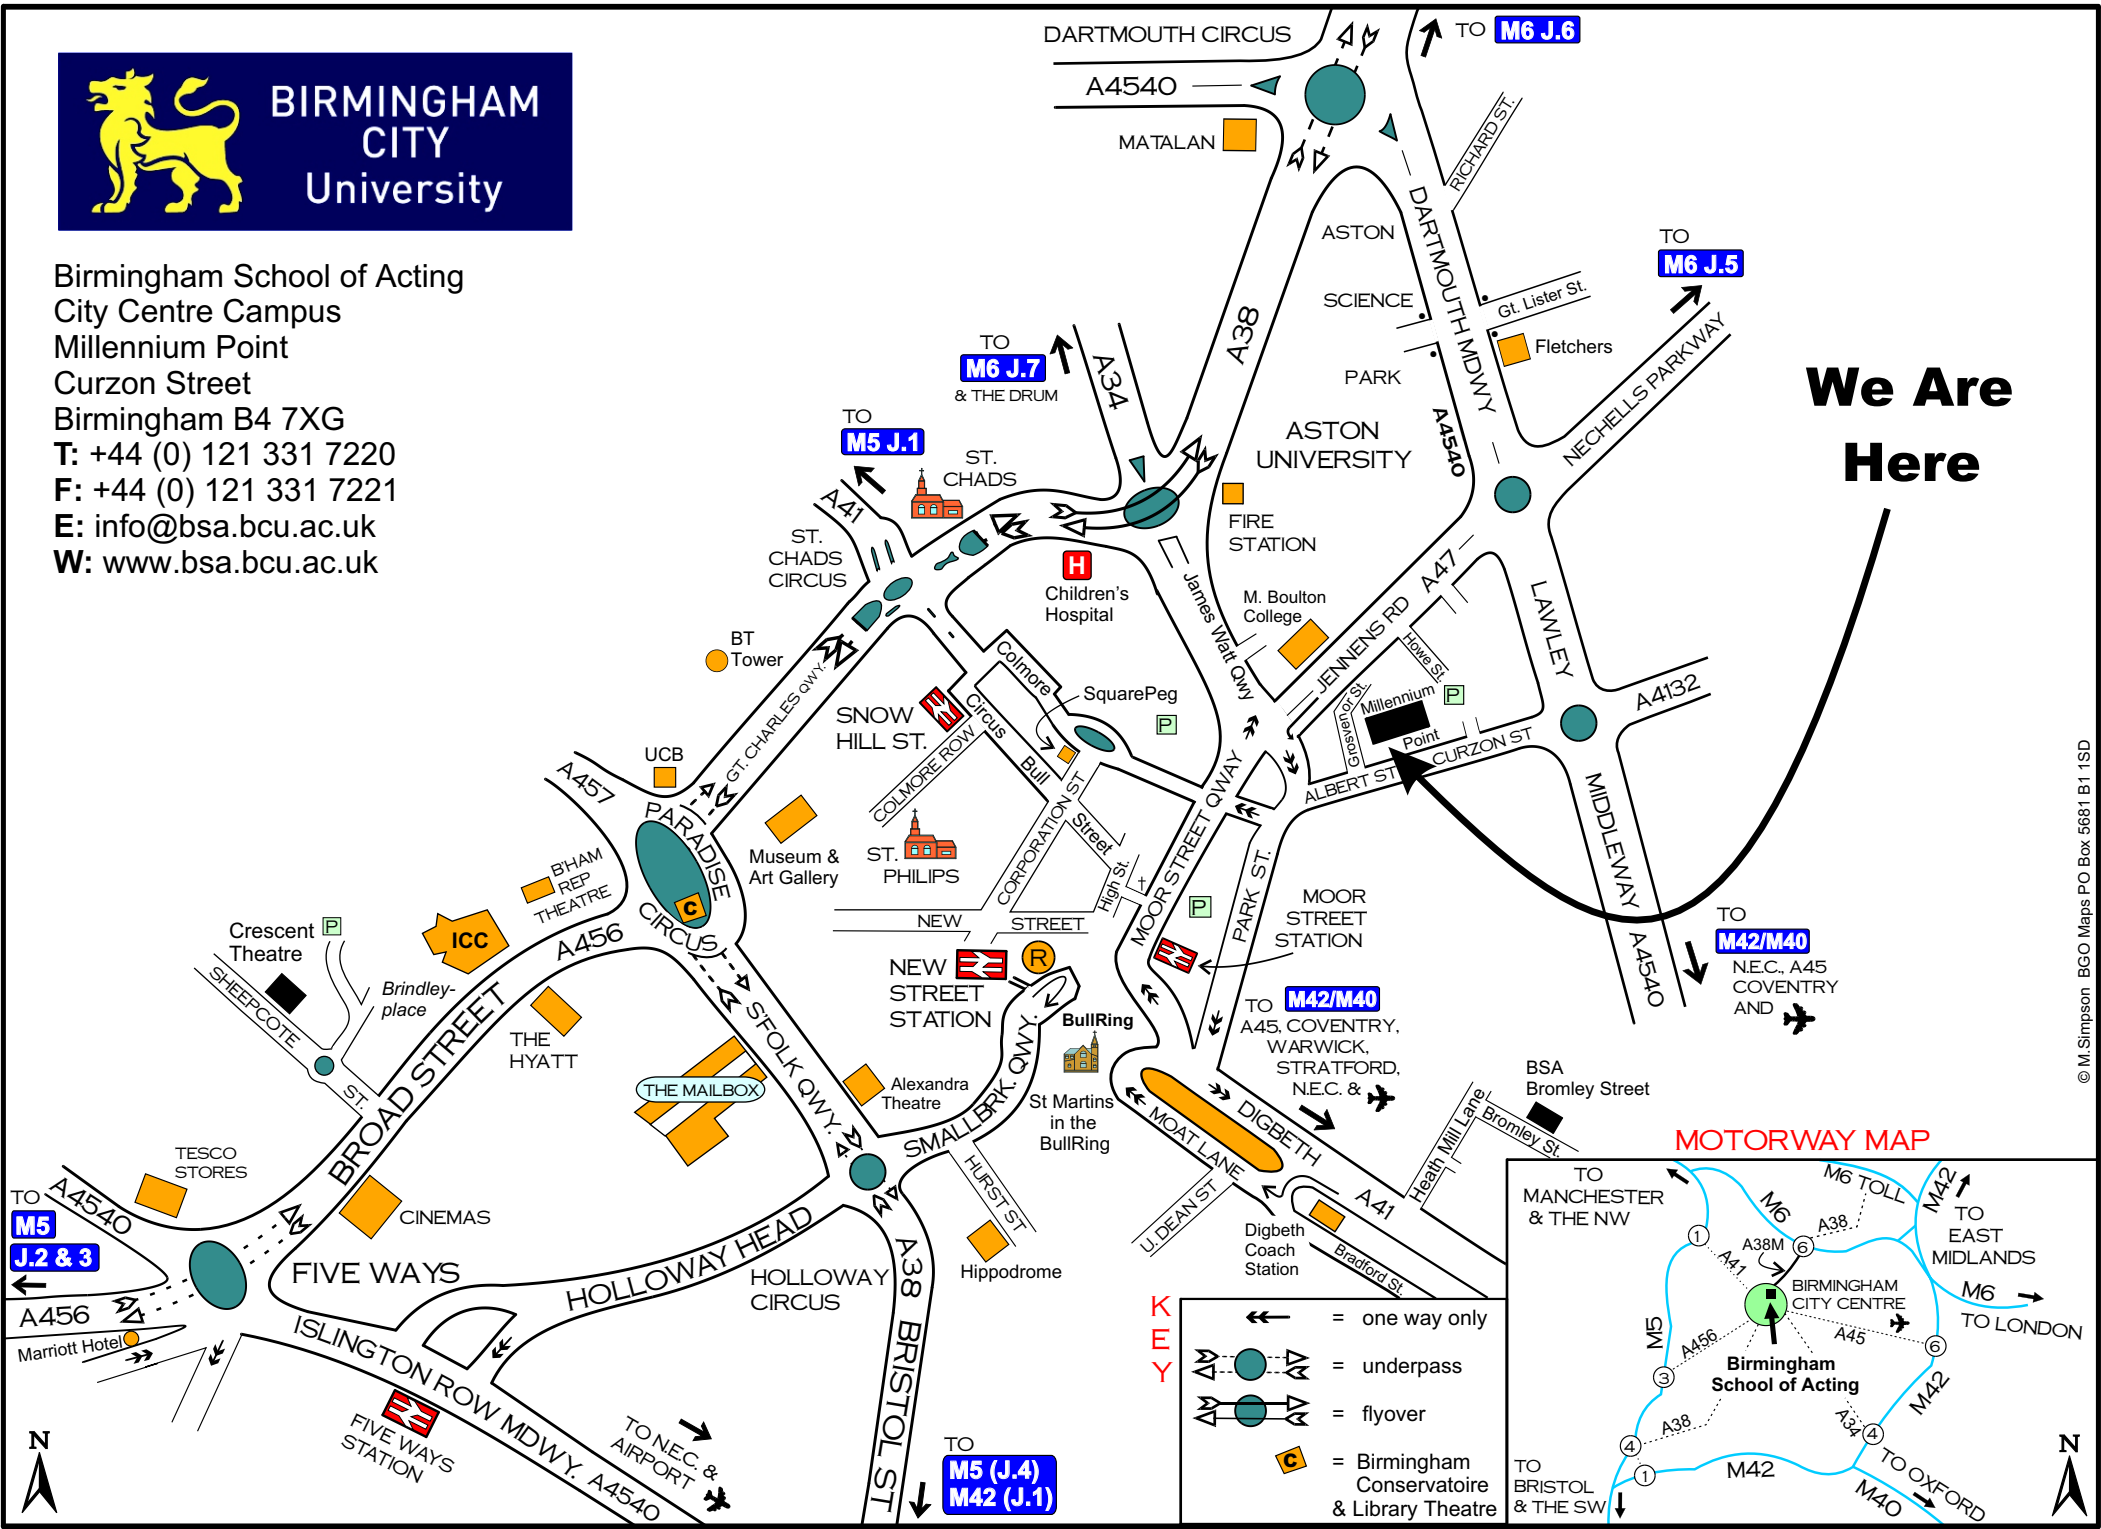 BIRMINGHAM
CITY
University
Birmingham School of Acting
City Centre Campus
Millennium Point
Curzon Street
Birmingham B4 7XG
T: +44 (0) 121 331 7220
F: +44 (0) 121 331 7221
E: info@bsa.bcu.ac.uk
W: www.bsa.bcu.ac.uk
DARTMOUTH CIRCUS
TO M6 J.6
A4540
MATALAN
RICHARD ST.
DARTMOUTH MDWY
ASTON
SCIENCE
PARK
TO
M6 J.5
Gt. Lister St.
Fletchers
NECHELLS PARKWAY
A38
A4540
We Are
Here
TO
M6 J.7
& THE DRUM
A34
TO
M5 J.1
A41
ST.
CHADS
ST.
CHADS
CIRCUS
ASTON
UNIVERSITY
FIRE
STATION
H
Children's
Hospital
James Watt Qwy
M. Boulton
College
JENNENS RD
A47
LAWLEY
Howe St.
Grosvenor St.
Millennium
Point
P
A4132
CURZON ST
ALBERT ST
MIDDLEWAY
A4540
BT
Tower
GT. CHARLES QWY.
Colmore
Circus
SquarePeg
P
SNOW
HILL ST.
COLMORE ROW
Bull
Street
CORPORATION ST
High St.
UCB
A457
PARADISE
CIRCUS
C
Museum &
Art Gallery
ST.
PHILIPS
NEW
STREET
MOOR STREET QWAY
PARK ST.
P
MOOR
STREET
STATION
B'HAM
REP
THEATRE
ICC
A456
Crescent
Theatre
P
Brindley-
place
SHEEPCOTE
ST.
BROAD STREET
THE
HYATT
THE MAILBOX
S'FOLK QWY.
NEW
STREET
STATION
R
BullRing
St Martins
in the
BullRing
SMALLBRK. QWY.
Alexandra
Theatre
TO M42/M40
A45, COVENTRY,
WARWICK,
STRATFORD,
N.E.C. &
TO
M42/M40
N.E.C., A45
COVENTRY
AND
BSA
Bromley Street
Bromley St.
Heath Mill Lane
DIGBETH
MOAT LANE
U. DEAN ST
A41
Digbeth
Coach
Station
Bradford St.
HURST ST
Hippodrome
TESCO
STORES
CINEMAS
TO
M5
J.2 & 3
A4540
A456
Marriott Hotel
FIVE WAYS
HOLLOWAY HEAD
HOLLOWAY
CIRCUS
ISLINGTON ROW MDWY. A4540
FIVE WAYS
STATION
TO N.E.C. &
AIRPORT
A38 BRISTOL ST
TO
M5 (J.4)
M42 (J.1)
N
KEY
= one way only
= underpass
= flyover
C = Birmingham
Conservatoire
& Library Theatre
MOTORWAY MAP
TO
MANCHESTER
& THE NW
M6
M6 TOLL
M42
TO
EAST
MIDLANDS
A38
A38M
6
1
A41
BIRMINGHAM
CITY CENTRE
M6
TO LONDON
M5
A456
A45
6
Birmingham
School of Acting
3
M42
A38
A34
4
4
1
M42
TO
BRISTOL
& THE SW
TO OXFORD
M40
N
© M.Simpson BGO Maps PO Box 5681 B1 1SD